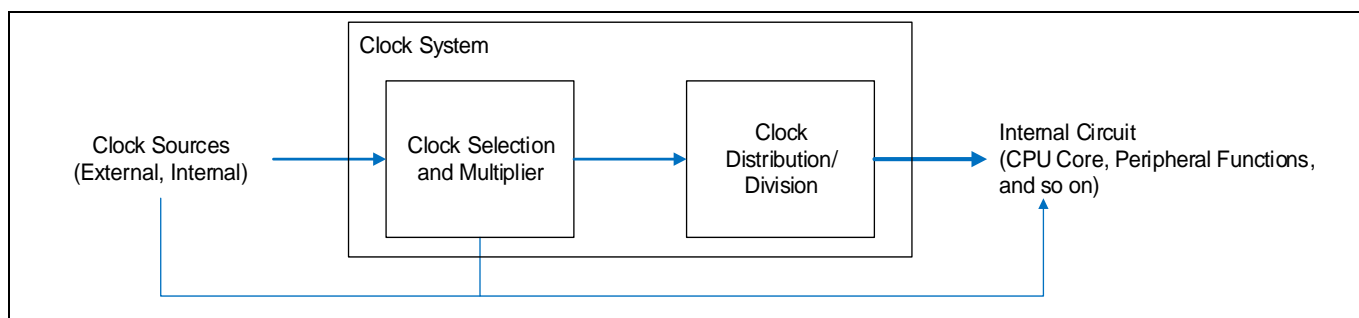 Clock System
Clock Sources
(External, Internal)
Clock Selection
and Multiplier
Clock
Distribution/
Division
Internal Circuit
(CPU Core, Peripheral Functions,
and so on)